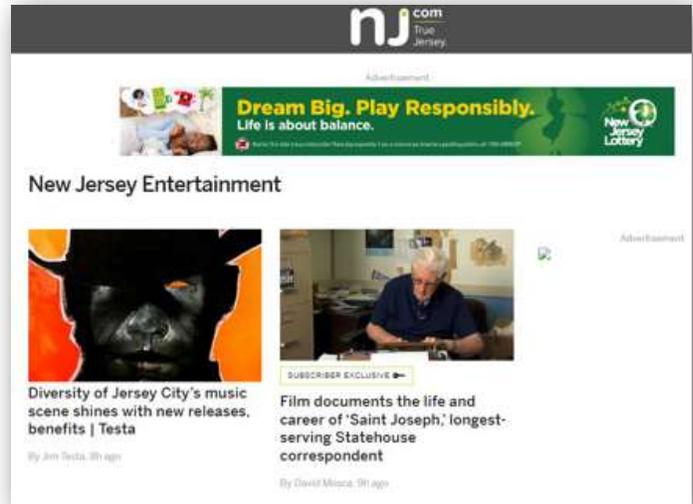 nj
com
True
Jersey.
Advertisement
Dream Big. Play Responsibly.
Life is about balance.
New
Jersey
Lottery
New Jersey Entertainment
Advertisement
SUBSCRIBER EXCLUSIVE
Diversity of Jersey City's music
scene shines with new releases,
benefits | Testa
By Jim Testa, 8h ago
Film documents the life and
career of 'Saint Joseph,' longest-
serving Statehouse
correspondent
By David Mosca, 9h ago